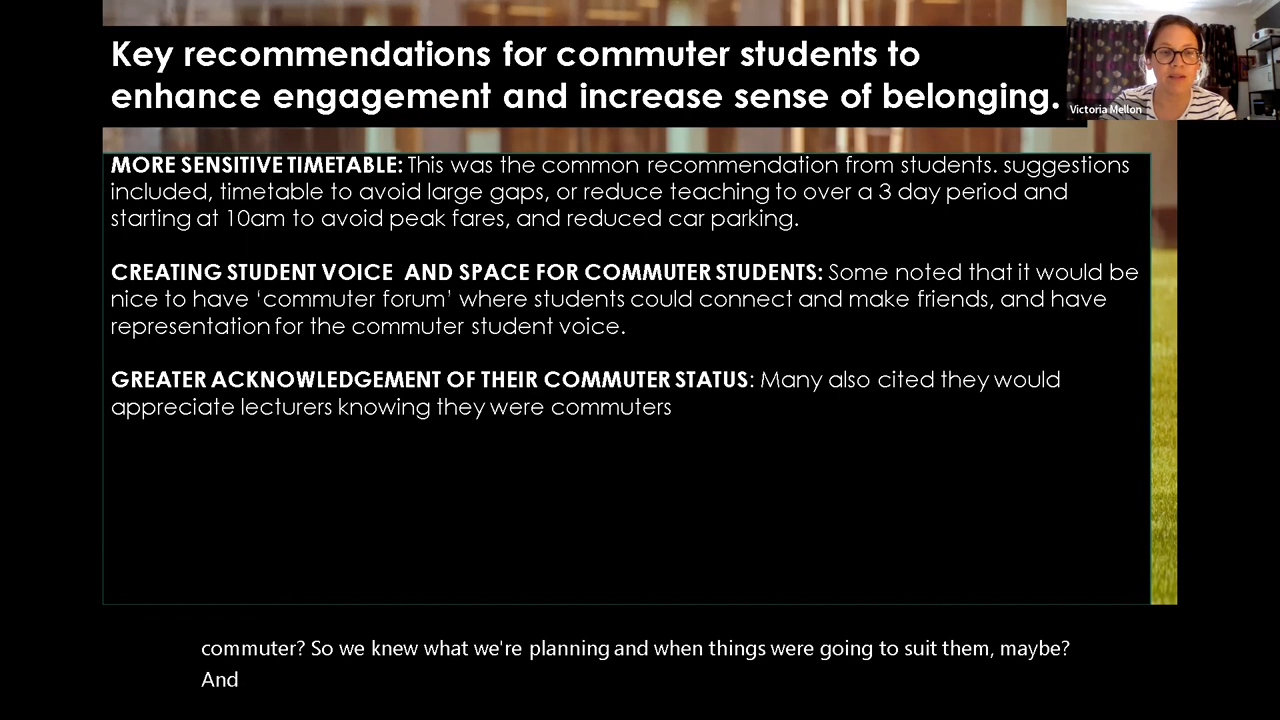 Key recommendations for commuter students to
enhance engagement and increase sense of belonging.
Victoria Mellon
MORE SENSITIVE TIMETABLE: This was the common recommendation from students. suggestions
included, timetable to avoid large gaps, or reduce teaching to over a 3 day period and
starting at 10am to avoid peak fares, and reduced car parking.
CREATING STUDENT VOICE AND SPACE FOR COMMUTER STUDENTS: Some noted that it would be
nice to have ‘commuter forum’ where students could connect and make friends, and have
representation for the commuter student voice.
GREATER ACKNOWLEDGEMENT OF THEIR COMMUTER STATUS: Many also cited they would
appreciate lecturers knowing they were commuters
commuter? So we knew what we're planning and when things were going to suit them, maybe?
And